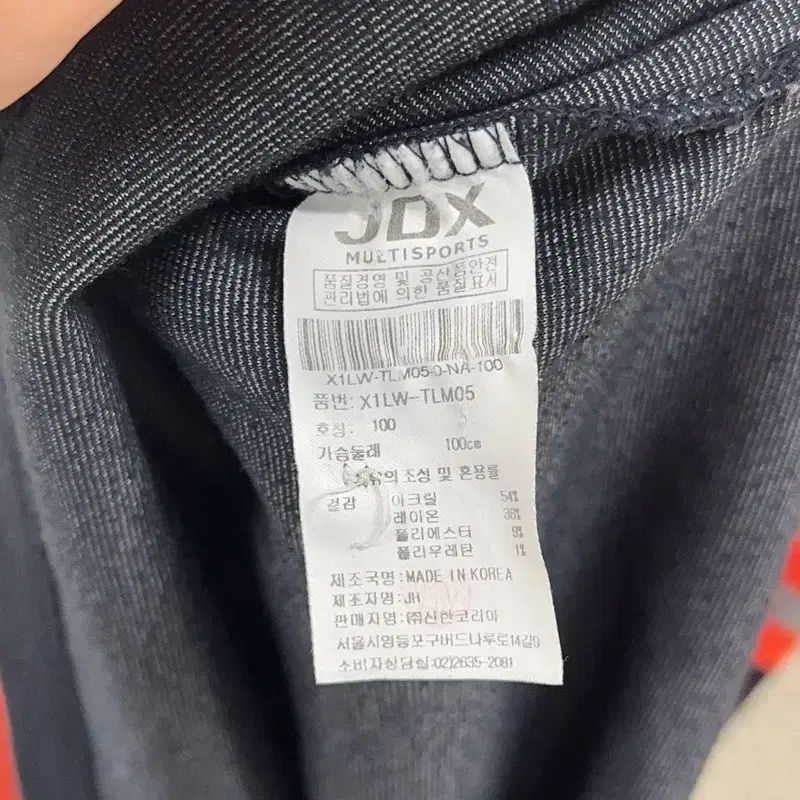 JDX
MULTISPORTS
품질경영 및 공산품안전
관리법에 의한 품질표시
X1LW-TLM05-0-NA-100
품번: X1LW-TLM05
호칭: 100
가슴둘레 100cm
섬유의 조성 및 혼용률
겉감 아크릴 54%
레이온 36%
폴리에스터 9%
폴리우레탄 1%
제조국명:MADE IN KOREA
제조자명:JH
판매자명:(주)신한코리아
서울시영등포구버드나루로14길9
소비자상담실:02)2635-2081